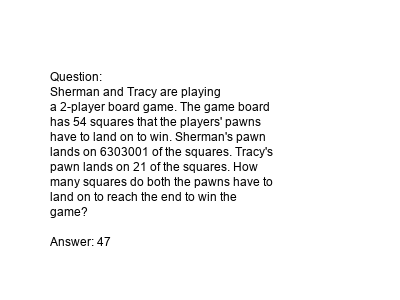 Question:
Sherman and Tracy are playing
a 2-player board game. The game board
has 54 squares that the players' pawns
have to land on to win. Sherman's pawn
lands on 6303001 of the squares. Tracy's
pawn lands on 21 of the squares. How
many squares do both the pawns have to
land on to reach the end to win the
game?
Answer: 47